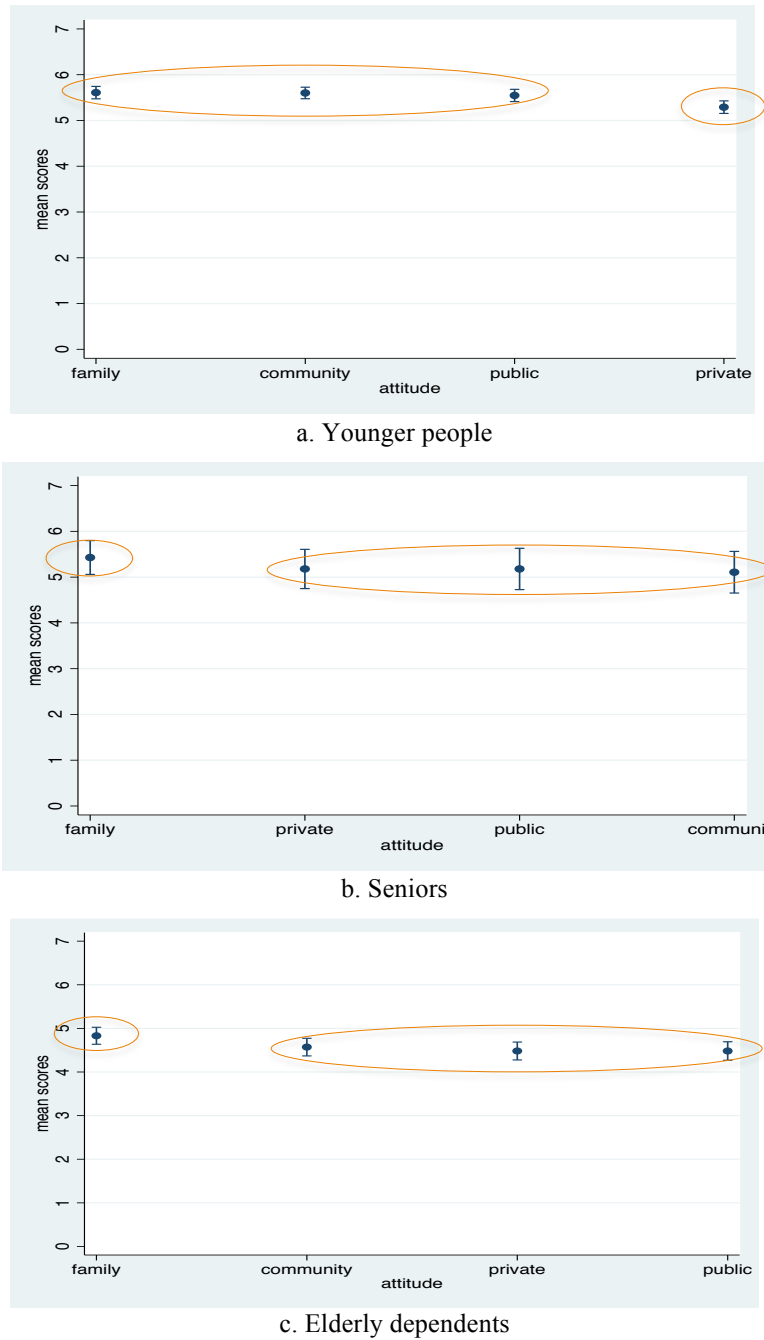 7
6
5
4
3
2
1
0
mean scores
family community public private
attitude
a. Younger people
7
6
5
4
3
2
1
0
mean scores
family private public communi
attitude
b. Seniors
7
6
5
4
3
2
1
0
mean scores
family community private public
attitude
c. Elderly dependents